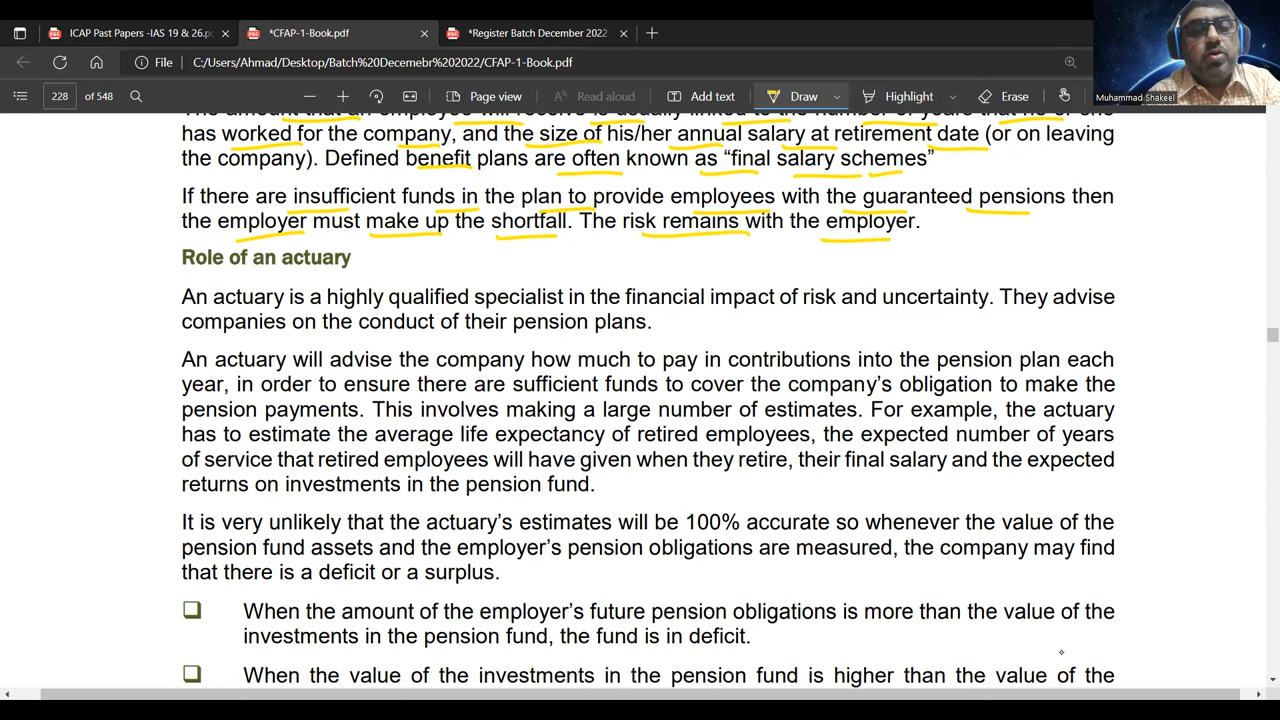 ICAP Past Papers -IAS 19 & 26.p
*CFAP-1-Book.pdf
*Register Batch December 2022
File
C:/Users/Ahmad/Desktop/Batch%20Decemebr%202022/CFAP-1-Book.pdf
228 of 548
Page view
Read aloud
Add text
Draw
Highlight
Erase
Muhammad Shakeel
has worked for the company, and the size of his/her annual salary at retirement date (or on leaving
the company). Defined benefit plans are often known as “final salary schemes”
If there are insufficient funds in the plan to provide employees with the guaranteed pensions then
the employer must make up the shortfall. The risk remains with the employer.
Role of an actuary
An actuary is a highly qualified specialist in the financial impact of risk and uncertainty. They advise
companies on the conduct of their pension plans.
An actuary will advise the company how much to pay in contributions into the pension plan each
year, in order to ensure there are sufficient funds to cover the company’s obligation to make the
pension payments. This involves making a large number of estimates. For example, the actuary
has to estimate the average life expectancy of retired employees, the expected number of years
of service that retired employees will have given when they retire, their final salary and the expected
returns on investments in the pension fund.
It is very unlikely that the actuary’s estimates will be 100% accurate so whenever the value of the
pension fund assets and the employer’s pension obligations are measured, the company may find
that there is a deficit or a surplus.
When the amount of the employer’s future pension obligations is more than the value of the
investments in the pension fund, the fund is in deficit.
When the value of the investments in the pension fund is higher than the value of the